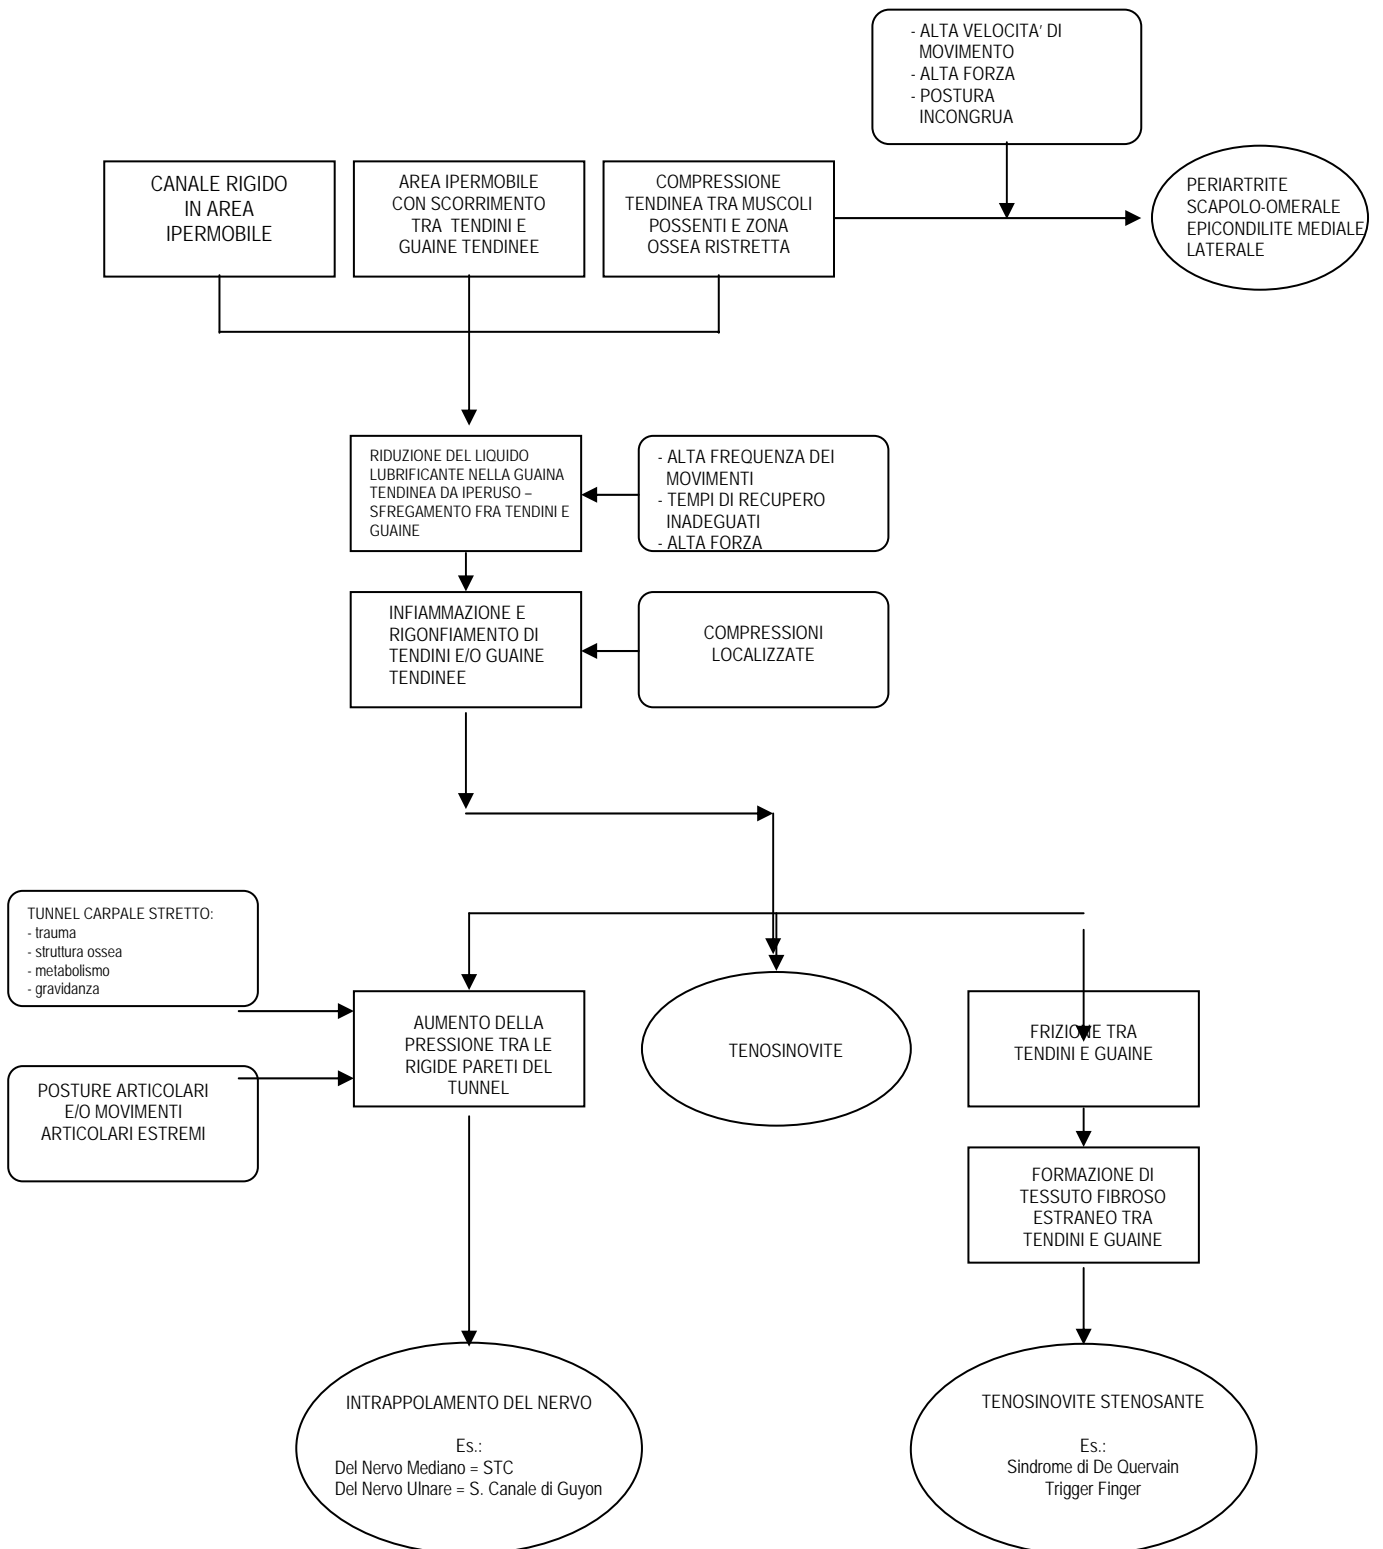 - ALTA VELOCITA' DI
MOVIMENTO
- ALTA FORZA
- POSTURA
INCONGRUA
CANALE RIGIDO
IN AREA
IPERMOBILE
AREA IPERMOBILE
CON SCORRIMENTO
TRA TENDINI E
GUAINE TENDINEE
COMPRESSIONE
TENDINEA TRA MUSCOLI
POSSENTI E ZONA
OSSEA RISTRETTA
PERIARTRITE
SCAPOLO-OMERALE
EPICONDILITE MEDIALE
LATERALE
RIDUZIONE DEL LIQUIDO
LUBRIFICANTE NELLA GUAINA
TENDINEA DA IPERUSO –
SFREGAMENTO FRA TENDINI E
GUAINE
- ALTA FREQUENZA DEI
MOVIMENTI
- TEMPI DI RECUPERO
INADEGUATI
- ALTA FORZA
INFIAMMAZIONE E
RIGONFIAMENTO DI
TENDINI E/O GUAINE
TENDINEE
COMPRESSIONI
LOCALIZZATE
TUNNEL CARPALE STRETTO:
- trauma
- struttura ossea
- metabolismo
- gravidanza
POSTURE ARTICOLARI
E/O MOVIMENTI
ARTICOLARI ESTREMI
AUMENTO DELLA
PRESSIONE TRA LE
RIGIDE PARETI DEL
TUNNEL
TENOSINOVITE
FRIZIONE TRA
TENDINI E GUAINE
FORMAZIONE DI
TESSUTO FIBROSO
ESTRANEO TRA
TENDINI E GUAINE
INTRAPPOLAMENTO DEL NERVO
Es.:
Del Nervo Mediano = STC
Del Nervo Ulnare = S. Canale di Guyon
TENOSINOVITE STENOSANTE
Es.:
Sindrome di De Quervain
Trigger Finger